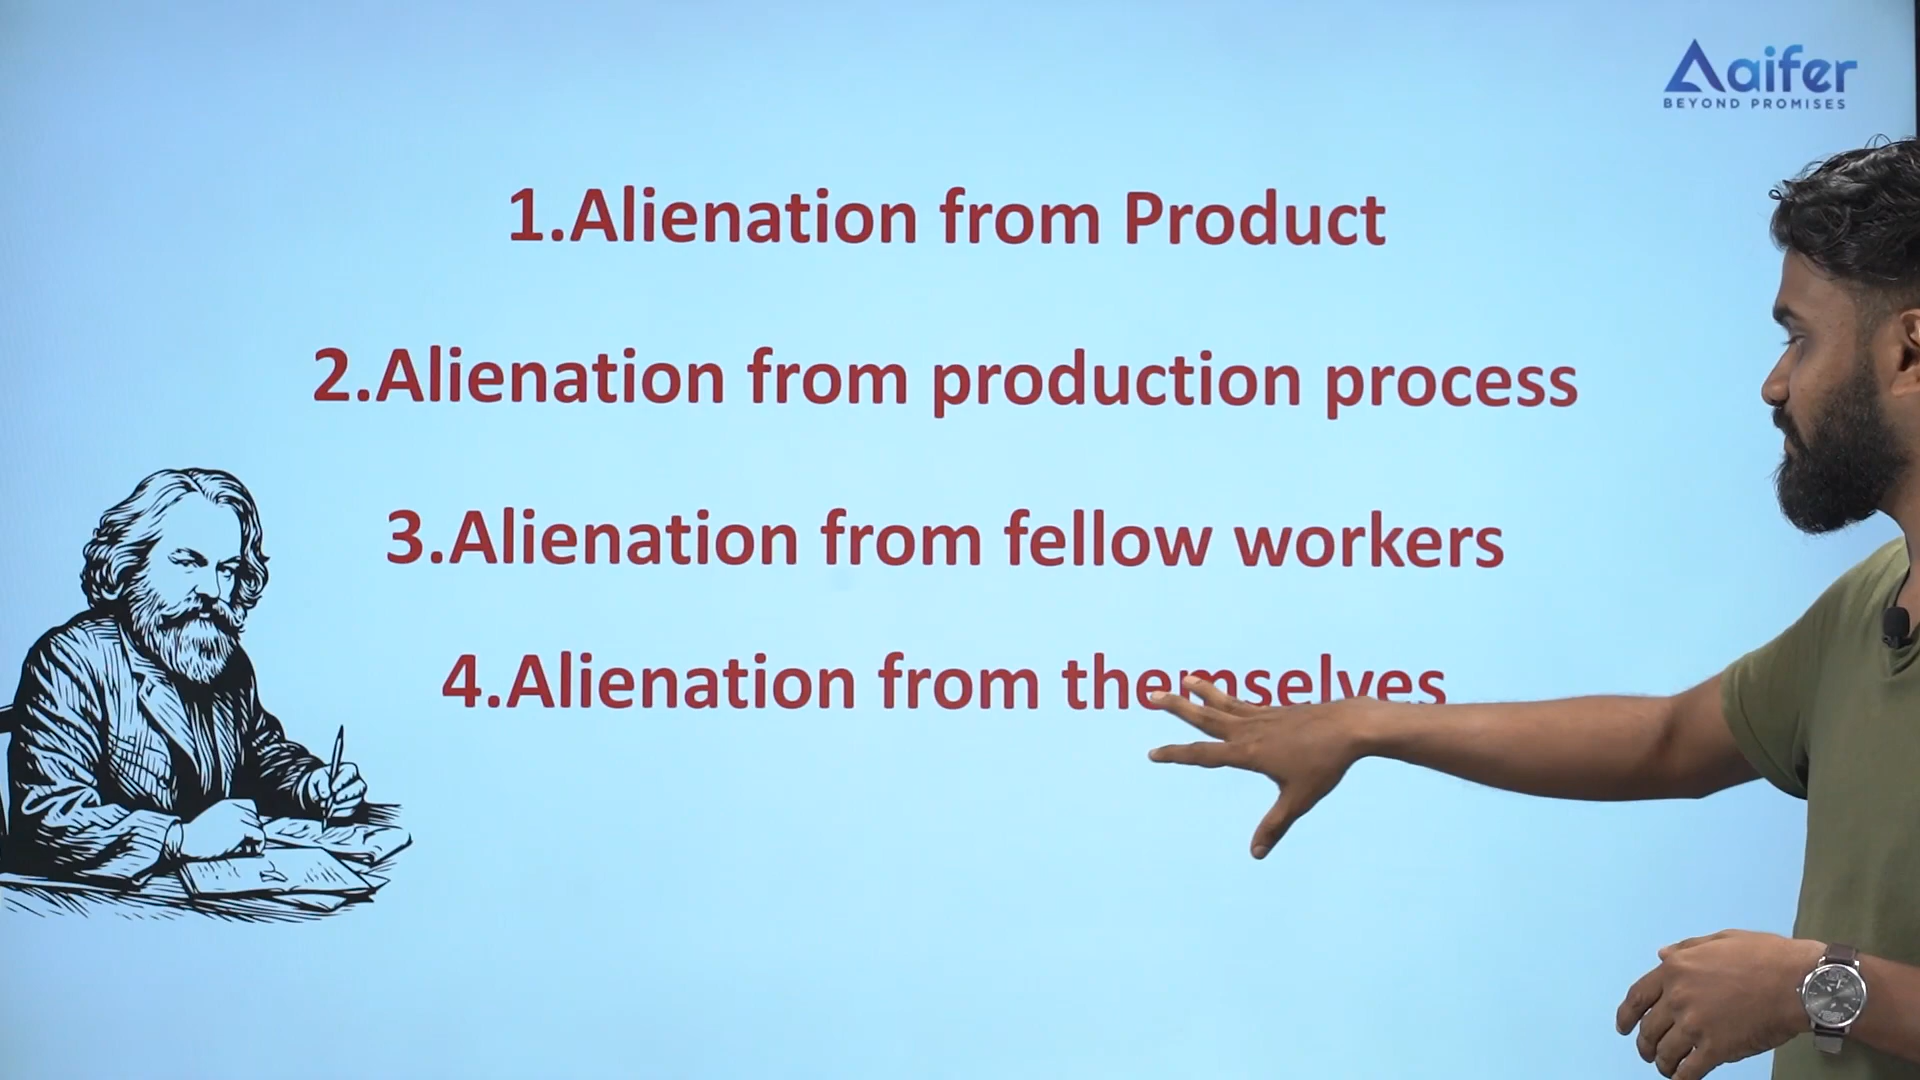 Aaifer
BEYOND PROMISES
1.Alienation from Product
2.Alienation from production process
3.Alienation from fellow workers
4.Alienation from themselves